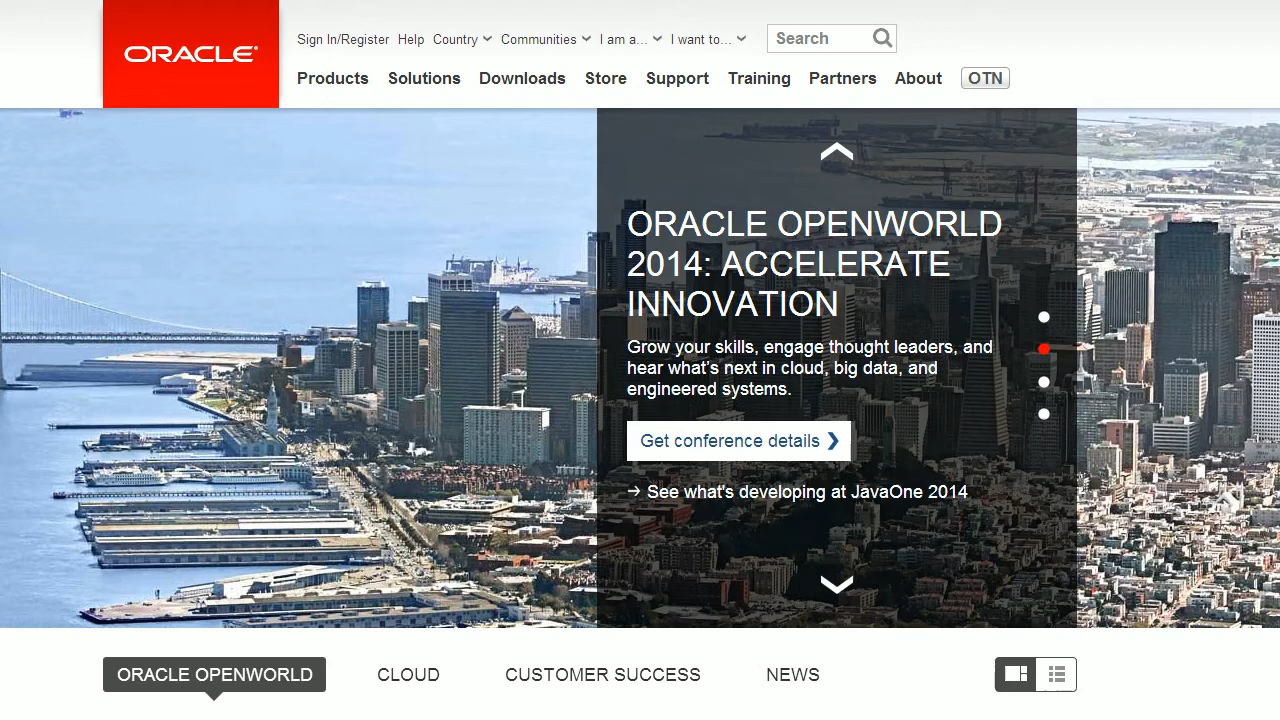 ORACLE
Sign In/Register Help Country Communities I am a... I want to... Search
Products Solutions Downloads Store Support Training Partners About OTN
ORACLE OPENWORLD
2014: ACCELERATE
INNOVATION
Grow your skills, engage thought leaders, and
hear what's next in cloud, big data, and
engineered systems.
Get conference details
See what's developing at JavaOne 2014
ORACLE OPENWORLD CLOUD CUSTOMER SUCCESS NEWS